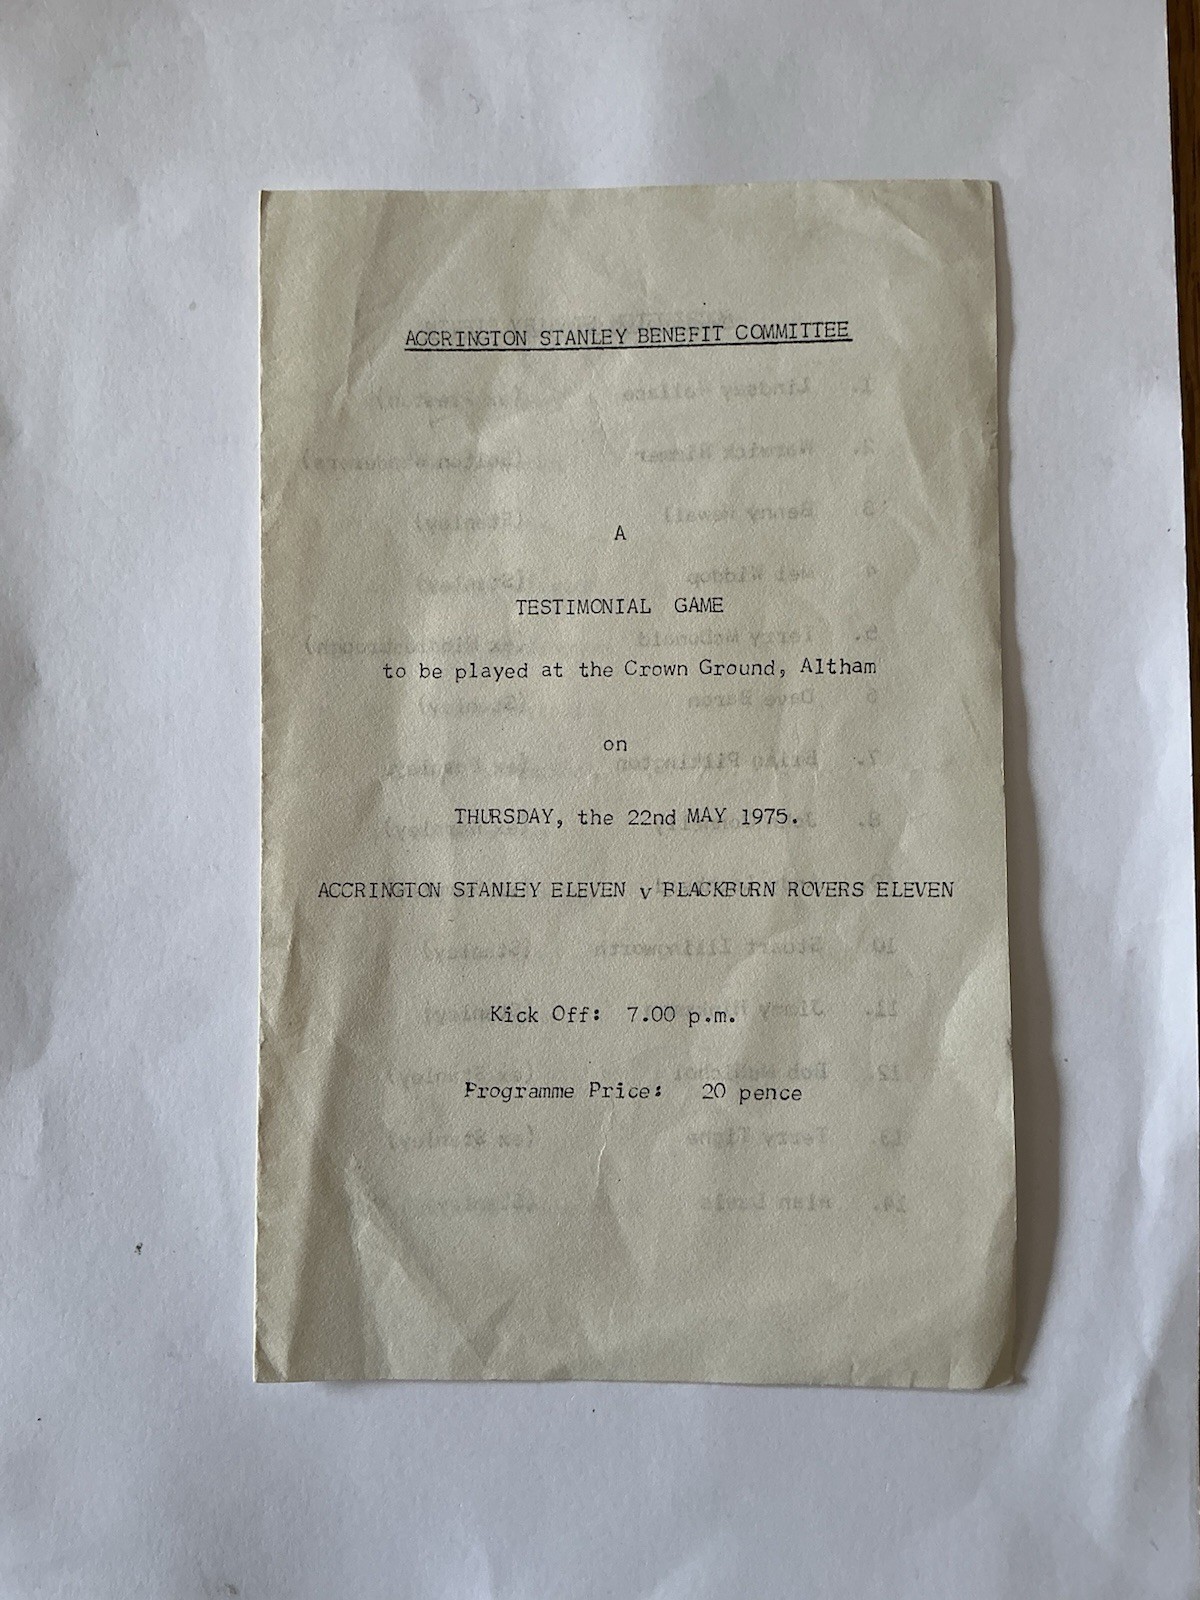 ACCRINGTON STANLEY BENEFIT COMMITTEE
A
TESTIMONIAL GAME
to be played at the Crown Ground, Altham
on
THURSDAY, the 22nd MAY 1975.
ACCRINGTON STANLEY ELEVEN v BLACKBURN ROVERS ELEVEN
Kick Off: 7.00 p.m.
Programme Price: 20 pence